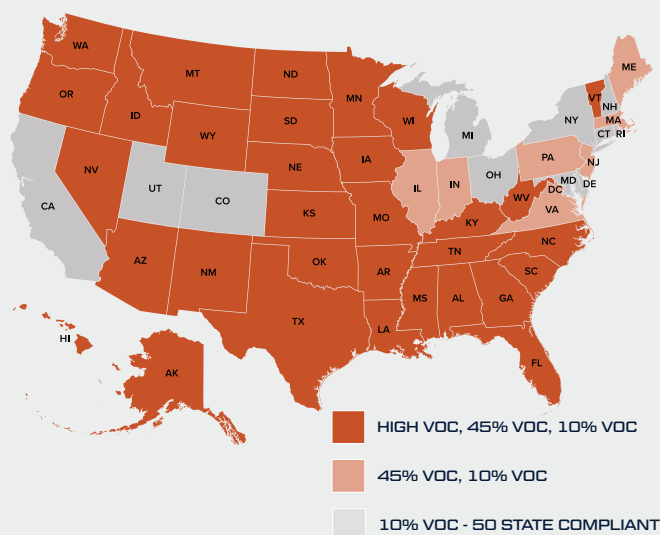 WA
MT
ND
ME
OR
MN
VT
NH
ID
SD
WI
NY
MA
WY
MI
CT RI
NV
NE
IA
PA
NJ
UT
IL
IN
OH
MD
DE
CA
CO
DC
WV
VA
KS
MO
KY
AZ
NM
OK
AR
TN
NC
SC
TX
MS
AL
GA
LA
HI
AK
FL
HIGH VOC, 45% VOC, 10% VOC
45% VOC, 10% VOC
10% VOC - 50 STATE COMPLIANT